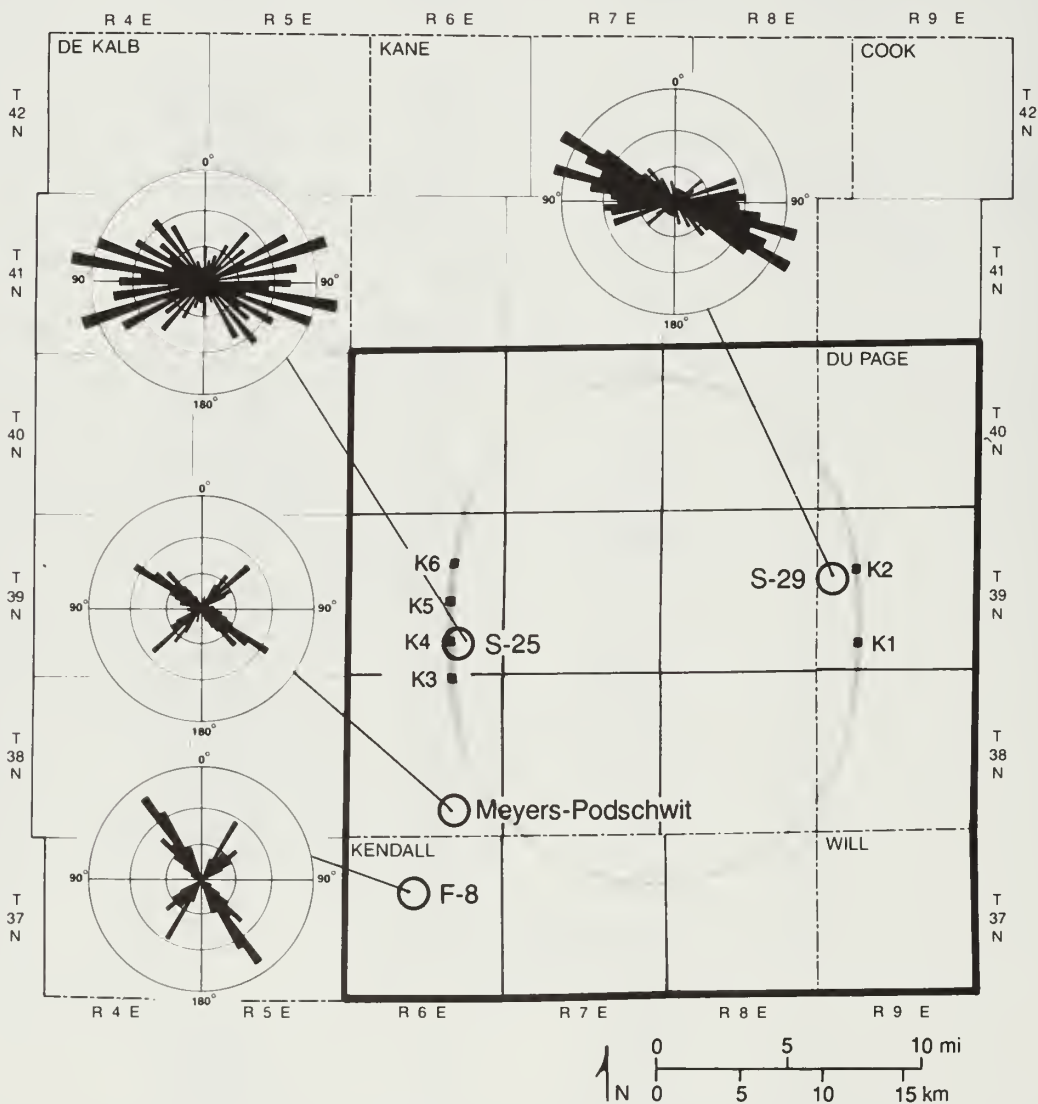 R 4 E R 5 E R 6 E R 7 E R 8 E R 9 E
DE KALB KANE COOK
T 42 N
T 42 N
0°
90° 90°
180°
0°
90 90°
180°
T 41 N
T 41 N
DU PAGE
T 40 N
T 40 N
0°
90° 90°
180°
K6
K5
K4
S-25
K3
S-29
K2
K1
T 39 N
T 39 N
T 38 N
T 38 N
Meyers-Podschwit
0°
90° 90°
180°
KENDALL WILL
F-8
T 37 N
T 37 N
R 4 E R 5 E R 6 E R 7 E R 8 E R 9 E
0 5 10 mi
N 0 5 10 15 km